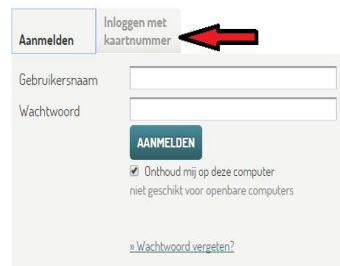 Inloggen met
Aanmelden kaartnummer
Gebruikersnaam
Wachtwoord
AANMELDEN
Onthoud mij op deze computer
niet geschikt voor openbare computers
» Wachtwoord vergeten?